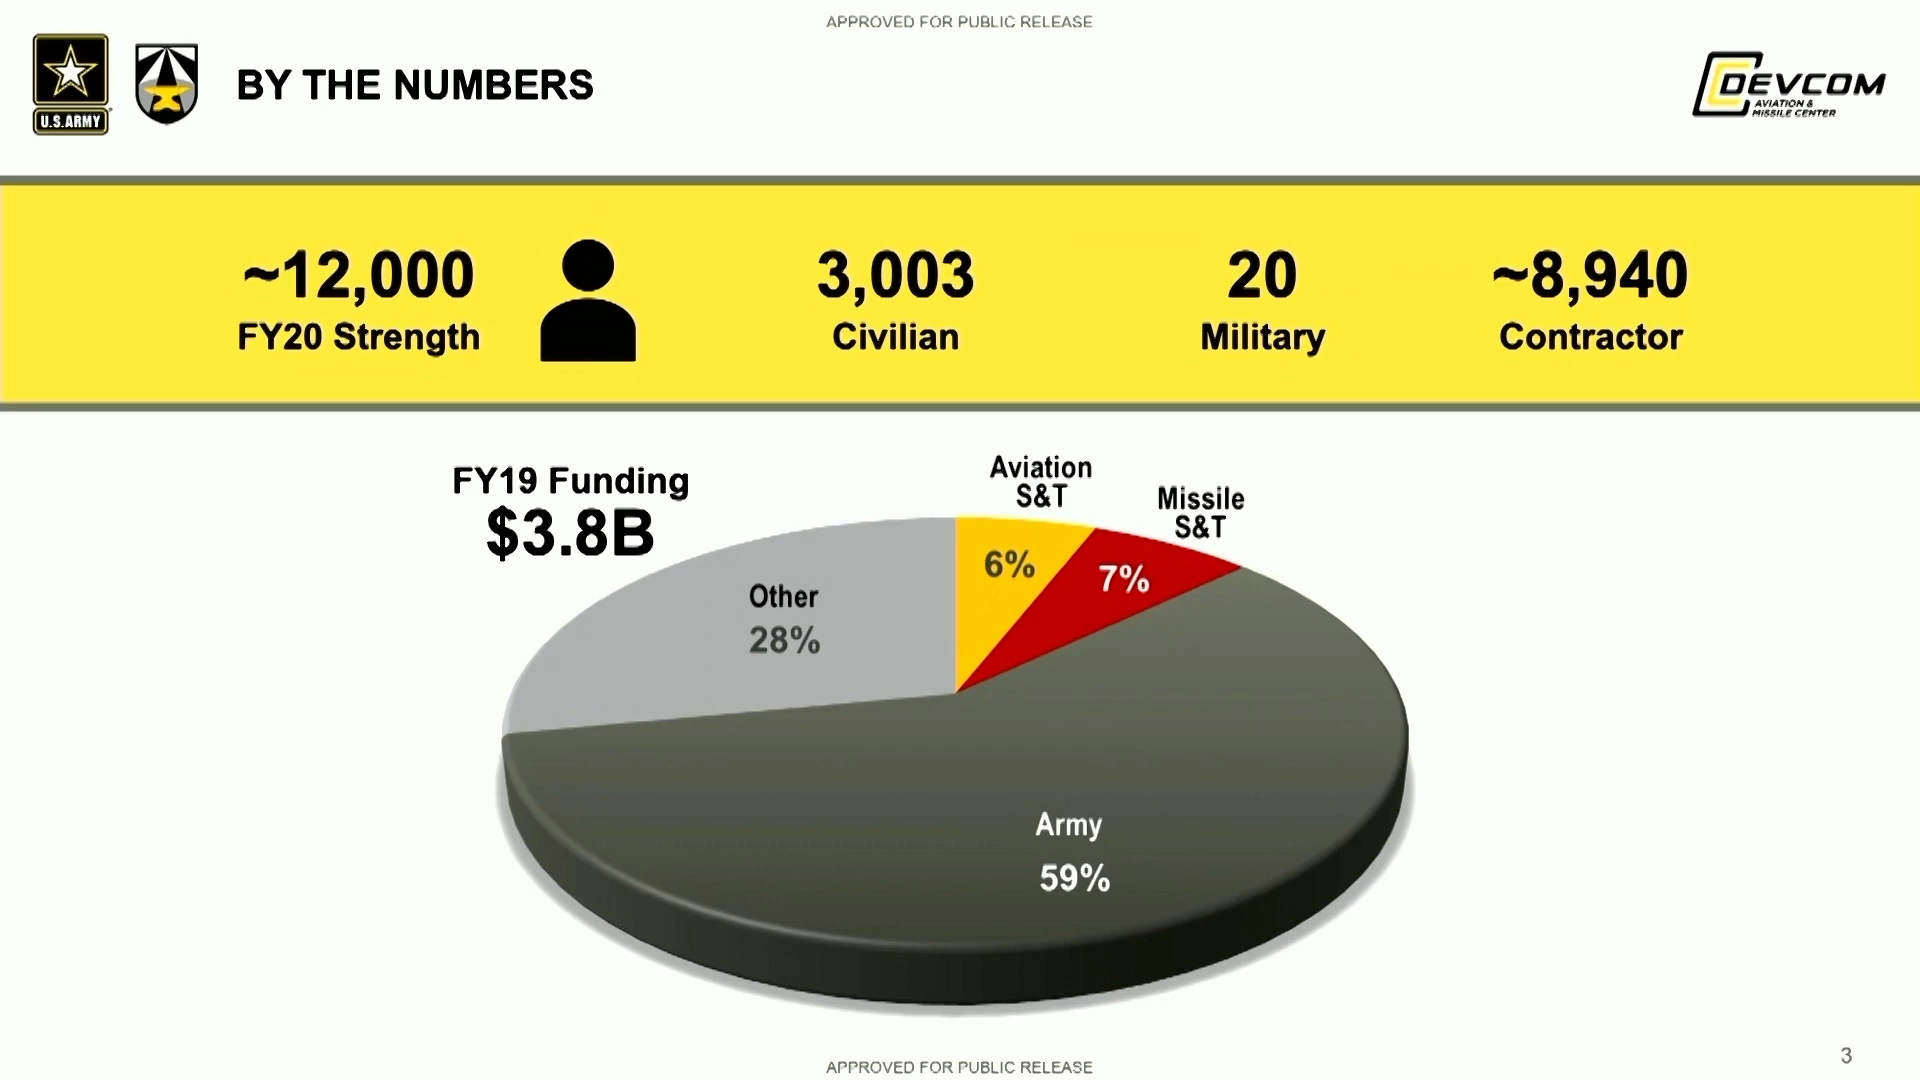 APPROVED FOR PUBLIC RELEASE
U.S.ARMY
BY THE NUMBERS
DEVCOM
AVIATION &
MISSILE CENTER
~12,000
FY20 Strength
3,003
Civilian
20
Military
~8,940
Contractor
FY19 Funding
$3.8B
Aviation
S&T
6%
Missile
S&T
7%
Other
28%
Army
59%
APPROVED FOR PUBLIC RELEASE
3